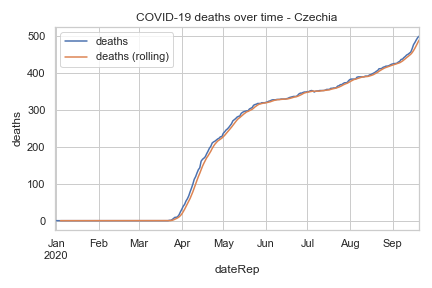 COVID-19 deaths over time - Czechia
deaths
deaths (rolling)
500
400
300
200
100
0
deaths
Jan Feb Mar Apr May Jun Jul Aug Sep
2020
dateRep